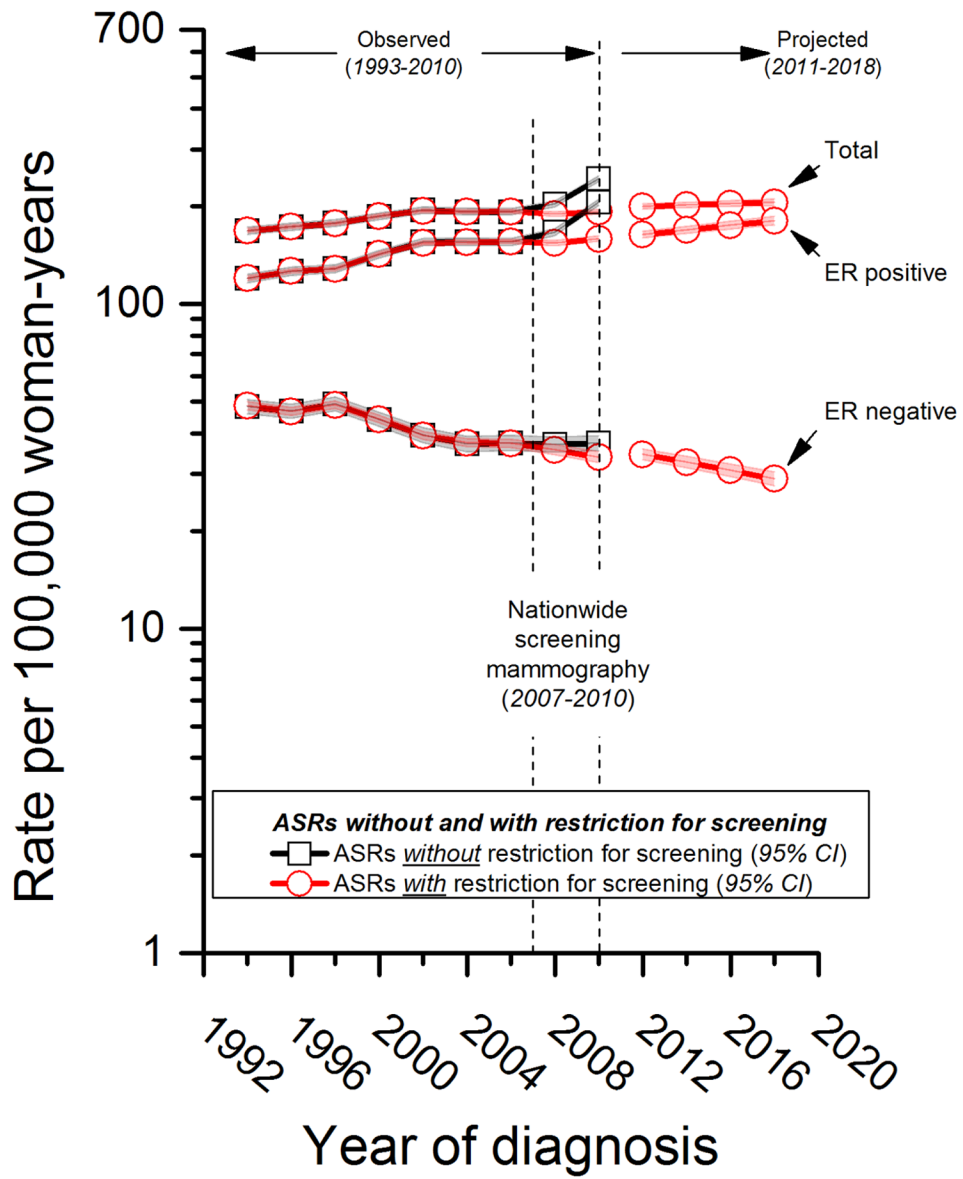 700
Observed
(1993-2010)
Projected
(2011-2018)
Total
ER positive
100
ER negative
10
Nationwide
screening
mammography
(2007-2010)
ASRs without and with restriction for screening
ASRs without restriction for screening (95% CI)
ASRs with restriction for screening (95% CI)
1
Rate per 100,000 woman-years
1992
1996
2000
2004
2008
2012
2016
2020
Year of diagnosis